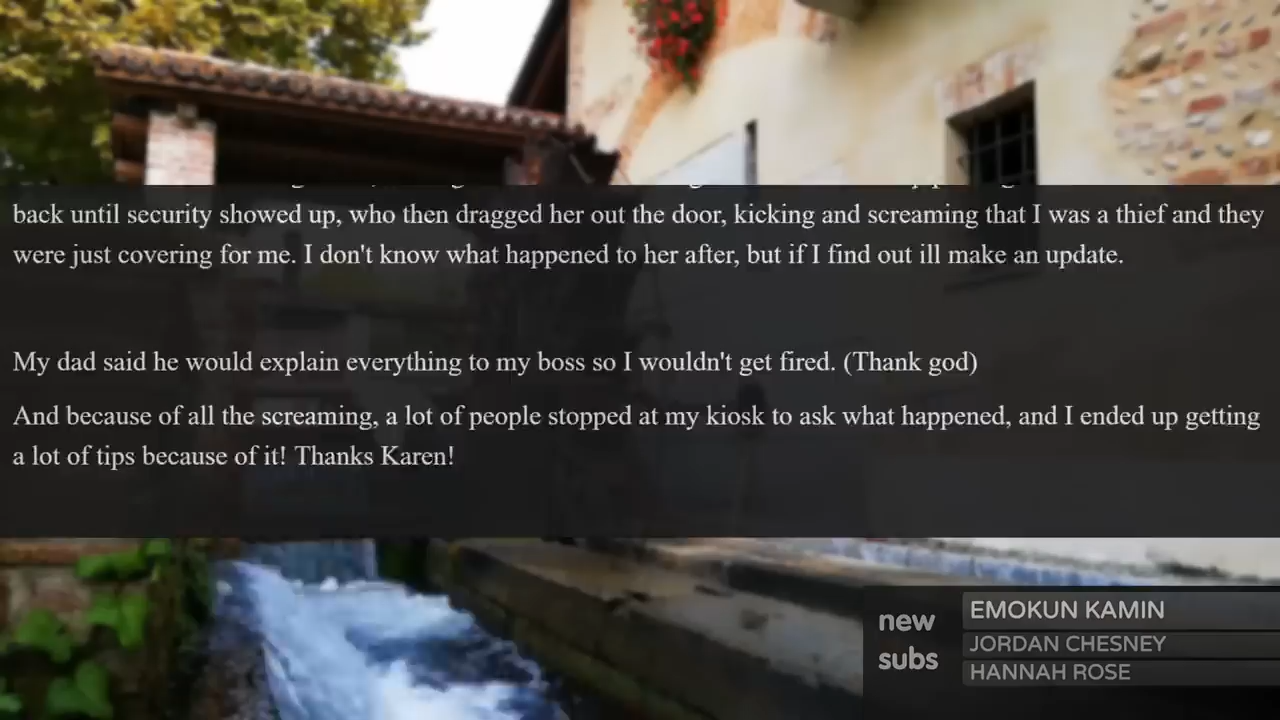 back until security showed up, who then dragged her out the door, kicking and screaming that I was a thief and they
were just covering for me. I don't know what happened to her after, but if I find out ill make an update.
My dad said he would explain everything to my boss so I wouldn't get fired. (Thank god)
And because of all the screaming, a lot of people stopped at my kiosk to ask what happened, and I ended up getting
a lot of tips because of it! Thanks Karen!
new
subs
EMOKUN KAMIN
JORDAN CHESNEY
HANNAH ROSE